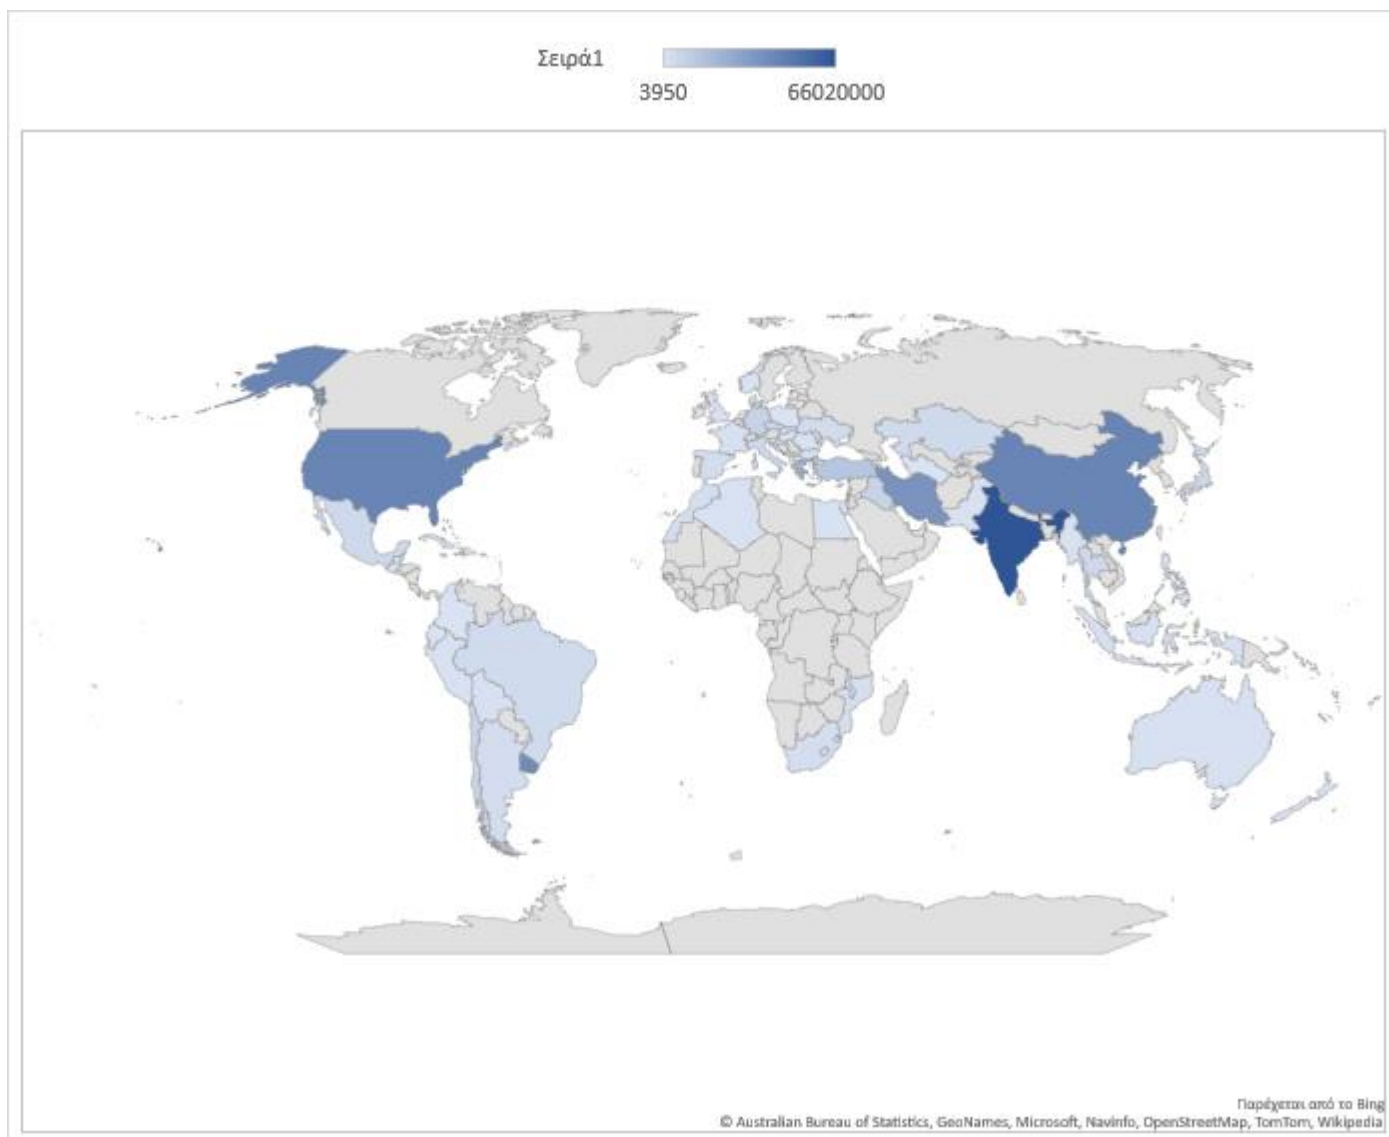 Σειρά1
3950 66020000
Παρέχεται από το Bing
© Australian Bureau of Statistics, GeoNames, Microsoft, Navinfo, OpenStreetMap, TomTom, Wikipedia